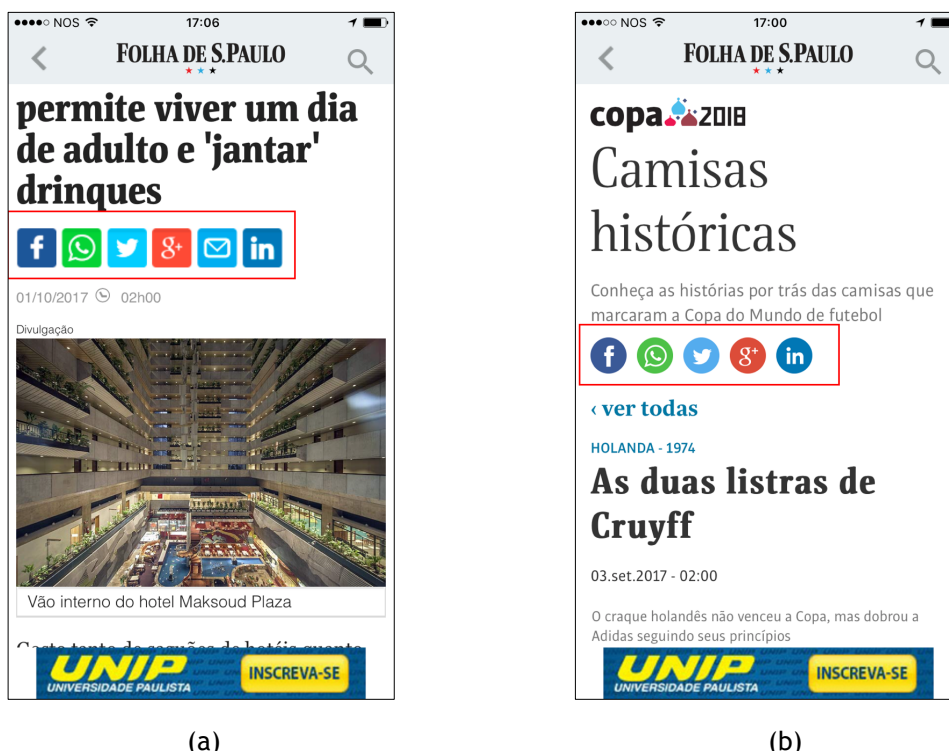 NOS 17:06
FOLHA DE S.PAULO
permite viver um dia
de adulto e 'jantar'
drinques
f g+ in
01/10/2017 02h00
Divulgação
Vão interno do hotel Maksoud Plaza
UNIP
UNIVERSIDADE PAULISTA
INSCREVA-SE
(a)
NOS 17:00
FOLHA DE S.PAULO
copa 2018
Camisas
históricas
Conheça as histórias por trás das camisas que
marcaram a Copa do Mundo de futebol
f g+ in
‹ ver todas
HOLANDA - 1974
As duas listras de
Cruyff
03.set.2017 - 02:00
O craque holandês não venceu a Copa, mas dobrou a
Adidas seguindo seus princípios
UNIP
UNIVERSIDADE PAULISTA
INSCREVA-SE
(b)